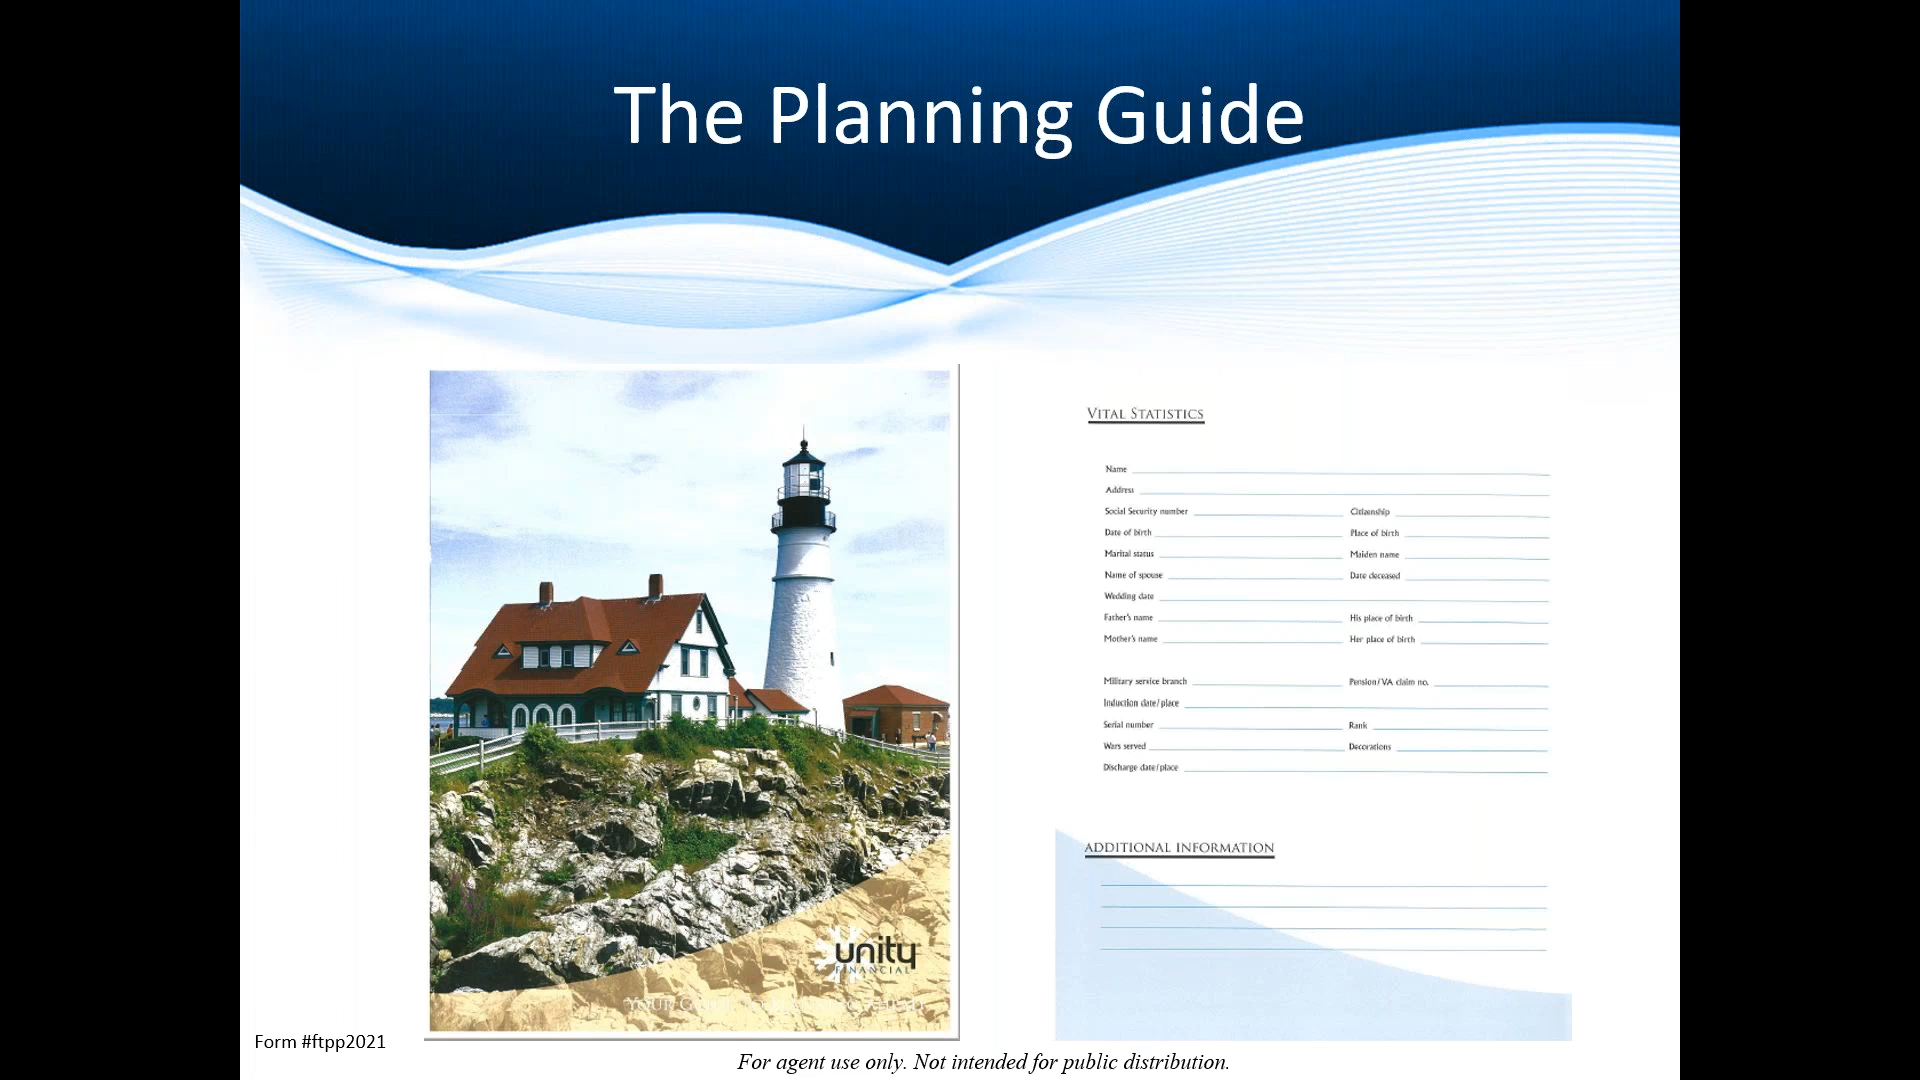 The Planning Guide
unity
FINANCIAL
VITAL STATISTICS
Name
Address
Social Security number Citizenship
Date of birth Place of birth
Marital status Maiden name
Name of spouse Date deceased
Wedding date
Father's name His place of birth
Mother's name Her place of birth
Military service branch Pension/VA claim no.
Induction date/place
Serial number Rank
Wars served Decorations
Discharge date/place
ADDITIONAL INFORMATION
Form #ftpp2021
For agent use only. Not intended for public distribution.